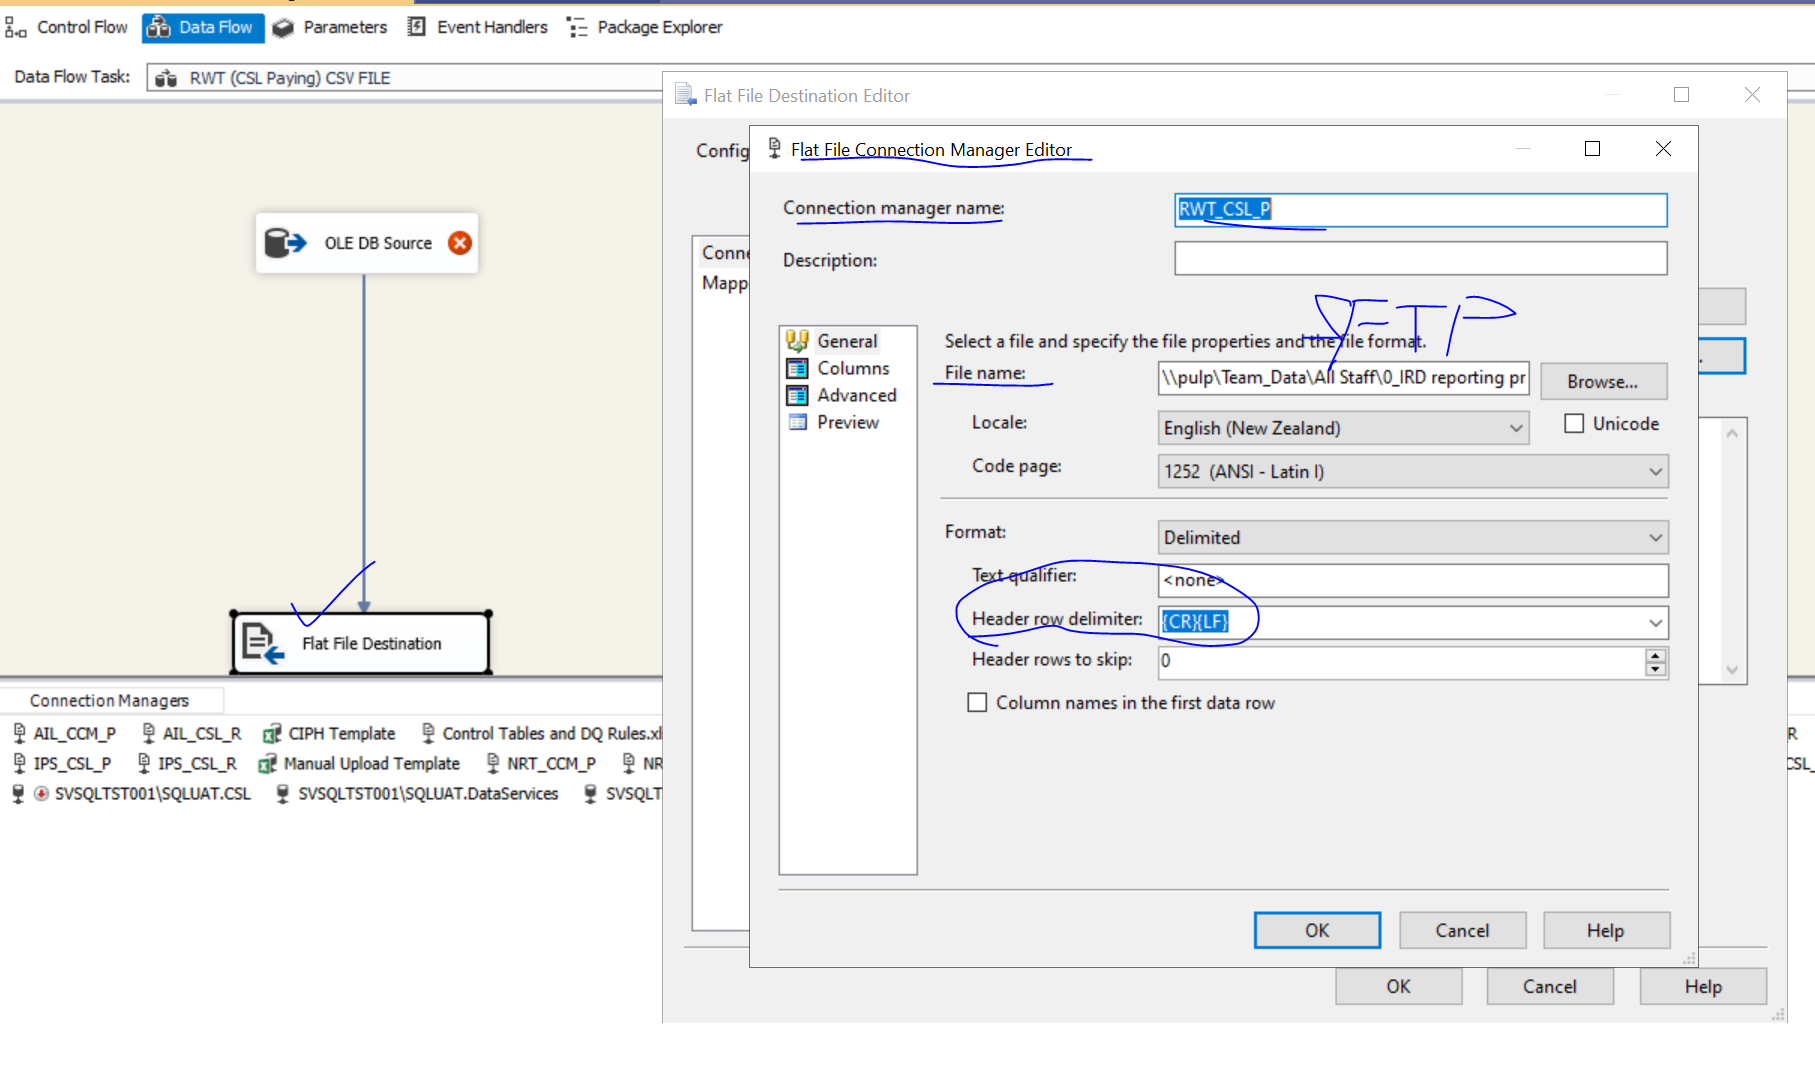 Control Flow
Data Flow
Parameters
Event Handlers
Package Explorer
Data Flow Task:
RWT (CSL Paying) CSV FILE
Flat File Destination Editor
Config
Flat File Connection Manager Editor
Connection manager name:
RWT_CSL_P
Description:
OLE DB Source
Conne
Mapp
General
Columns
Advanced
Preview
Select a file and specify the file properties and the file format.
File name:
\\pulp\Team_Data\All Staff\0_IRD reporting pr
Browse...
Locale:
English (New Zealand)
Unicode
Code page:
1252 (ANSI - Latin I)
Format:
Delimited
Text qualifier:
<none>
Header row delimiter:
{CR}{LF}
Header rows to skip:
0
Column names in the first data row
Flat File Destination
Connection Managers
AIL_CCM_P
AIL_CSL_R
CIPH Template
Control Tables and DQ Rules.xl
R
IPS_CSL_P
IPS_CSL_R
Manual Upload Template
NRT_CCM_P
NR
CSL_
SVSQLTST001\SQLUAT.CSL
SVSQLTST001\SQLUAT.DataServices
SVSQLT
OK
Cancel
Help
OK
Cancel
Help